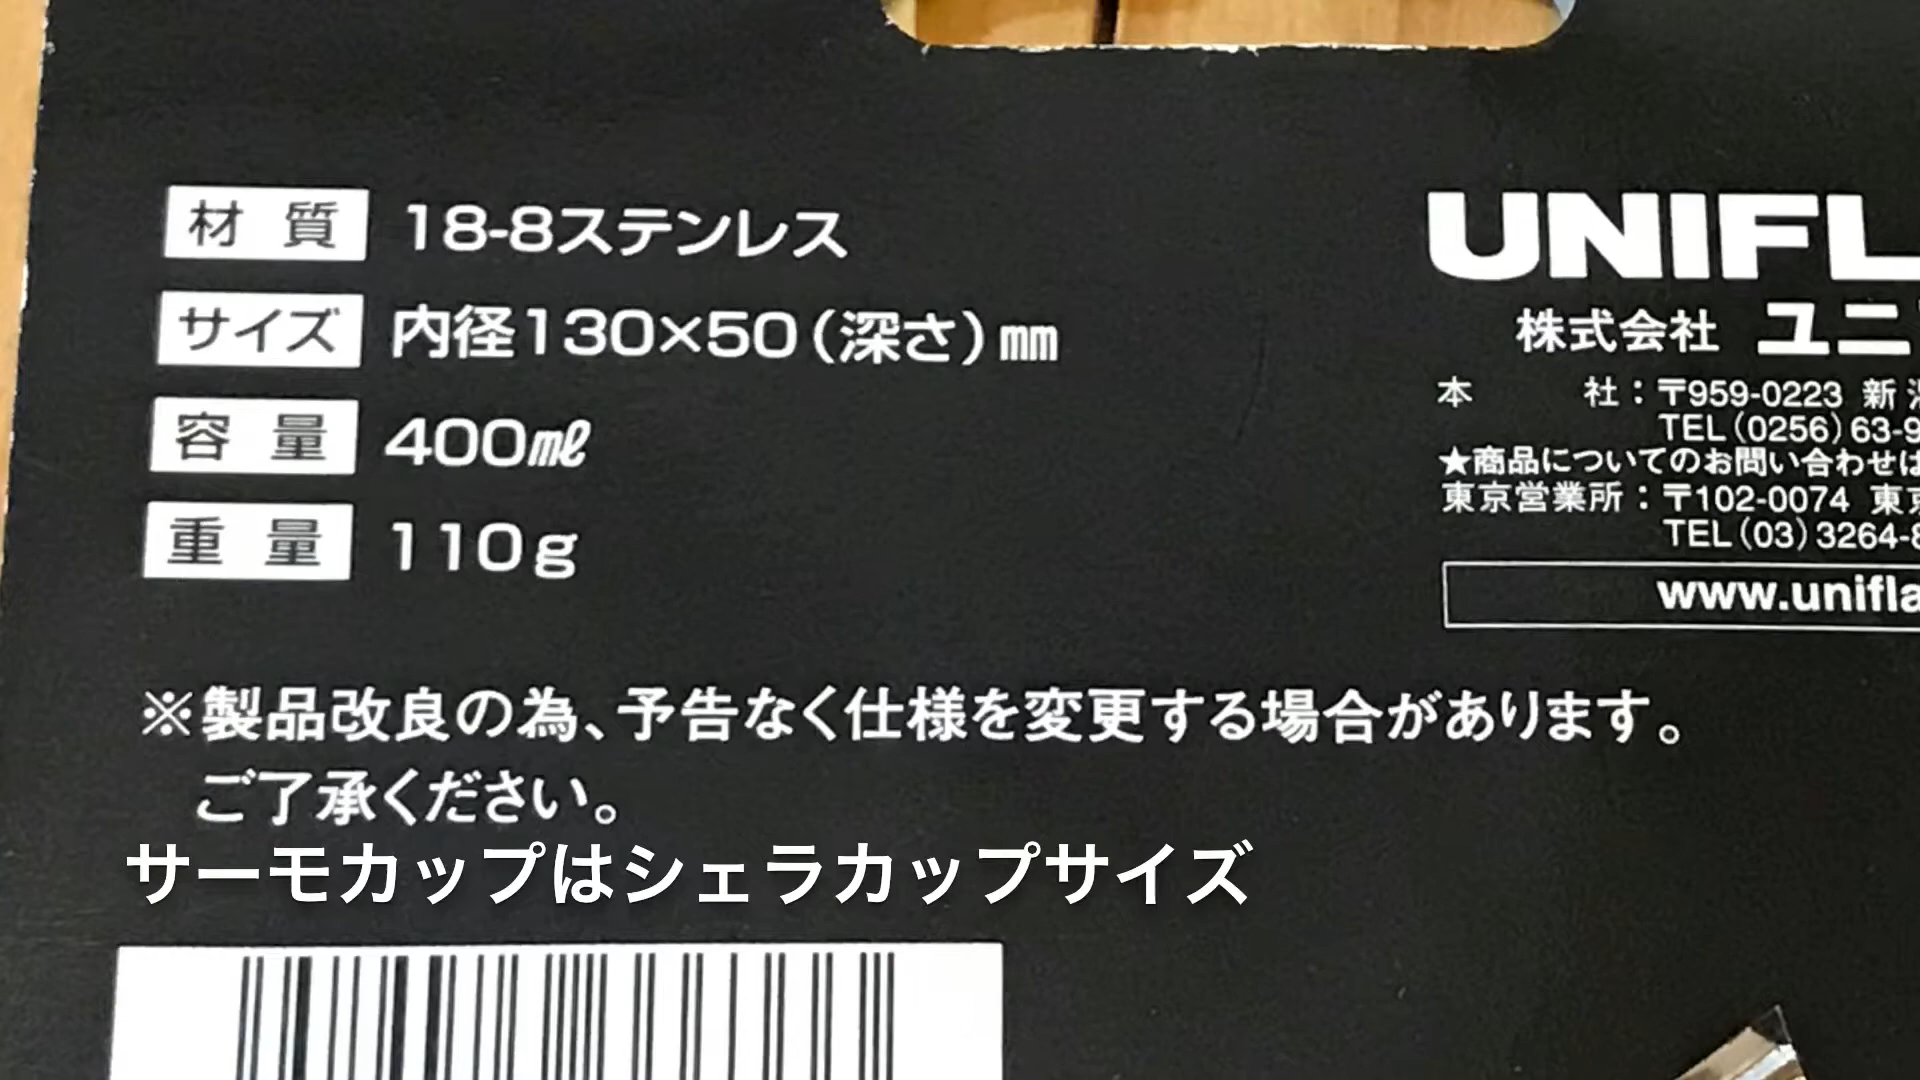 材質 18-8ステンレス
サイズ 内径130×50(深さ)㎜
容量 400㎖
重量 110g
UNIFL
株式会社 ユニ
本社:〒959-0223 新
TEL(0256)63-9
★商品についてのお問い合わせは
東京営業所:〒102-0074 東京
TEL(03)3264-8
www.unifla
※製品改良の為、予告なく仕様を変更する場合があります。
ご了承ください。
サーモカップはシェラカップサイズ